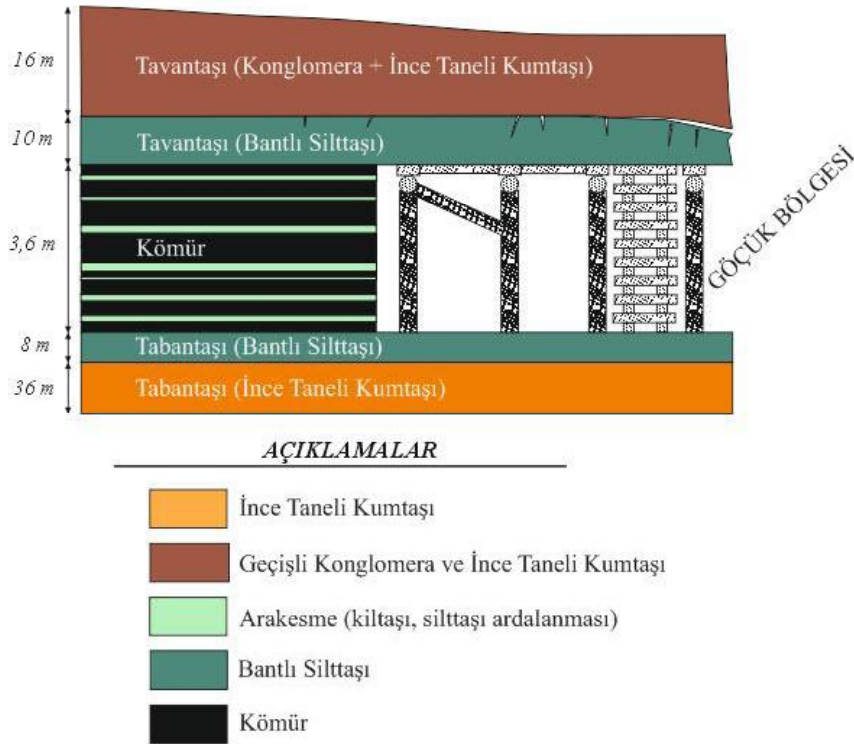 16 m
Tavantaşı (Konglomera + İnce Taneli Kumtaşı)
10 m
Tavantaşı (Bantlı Silttaşı)
3,6 m
Kömür
GÖÇÜK BÖLGESİ
8 m
Tabantaşı (Bantlı Silttaşı)
36 m
Tabantaşı (İnce Taneli Kumtaşı)
AÇIKLAMALAR
İnce Taneli Kumtaşı
Geçişli Konglomera ve İnce Taneli Kumtaşı
Arakesme (kiltaşı, silttaşı ardalanması)
Bantlı Silttaşı
Kömür